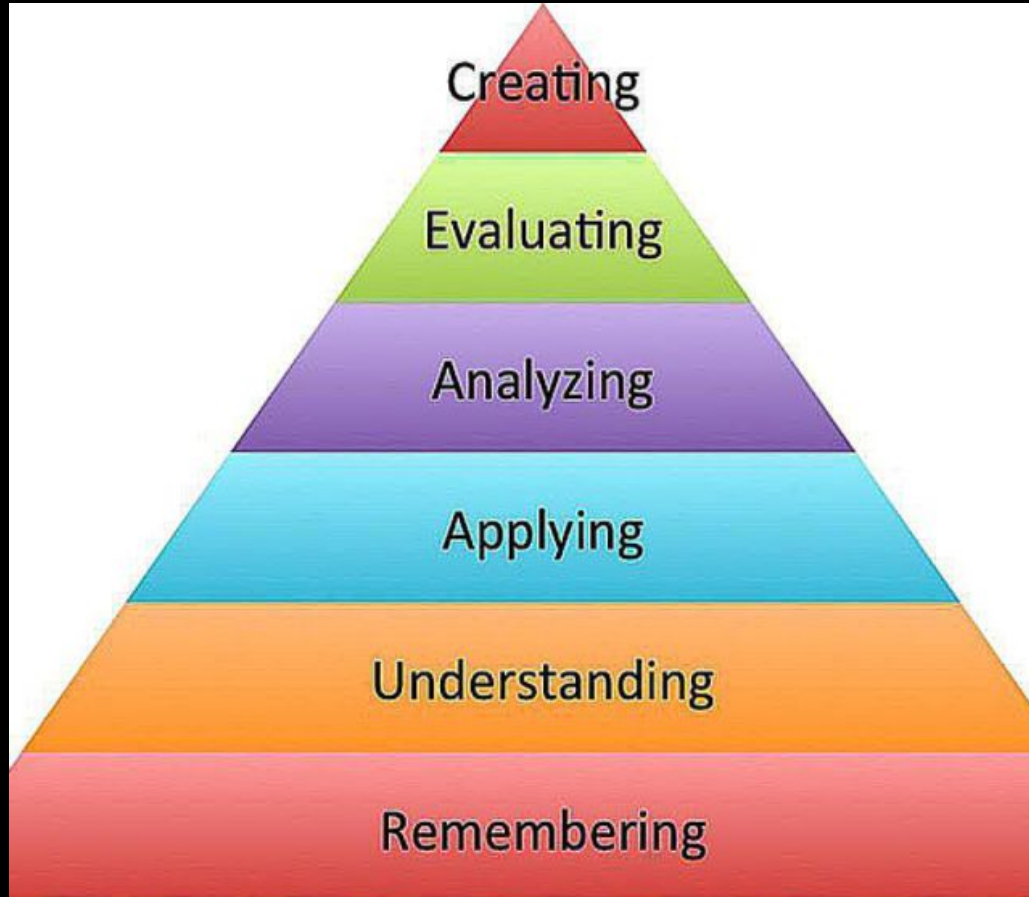 Creating
Evaluating
Analyzing
Applying
Understanding
Remembering